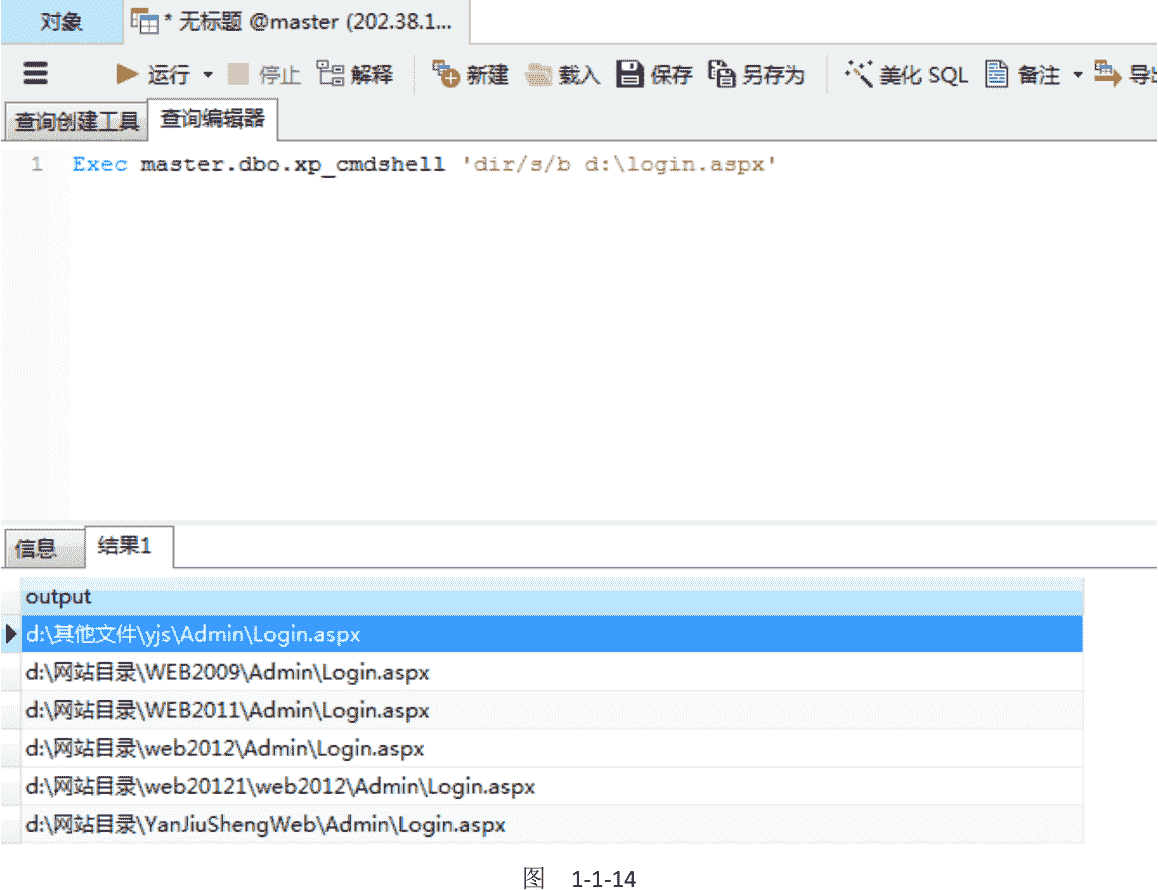 对象 * 无标题 @master (202.38.1...
运行 停止 解释 新建 载入 保存 另存为 美化 SQL 备注 导出
查询创建工具 查询编辑器
1 Exec master.dbo.xp_cmdshell 'dir/s/b d:\login.aspx'
信息 结果1
output
d:\其他文件\yjs\Admin\Login.aspx
d:\网站目录\WEB2009\Admin\Login.aspx
d:\网站目录\WEB2011\Admin\Login.aspx
d:\网站目录\web2012\Admin\Login.aspx
d:\网站目录\web20121\web2012\Admin\Login.aspx
d:\网站目录\YanJiuShengWeb\Admin\Login.aspx
图 1-1-14